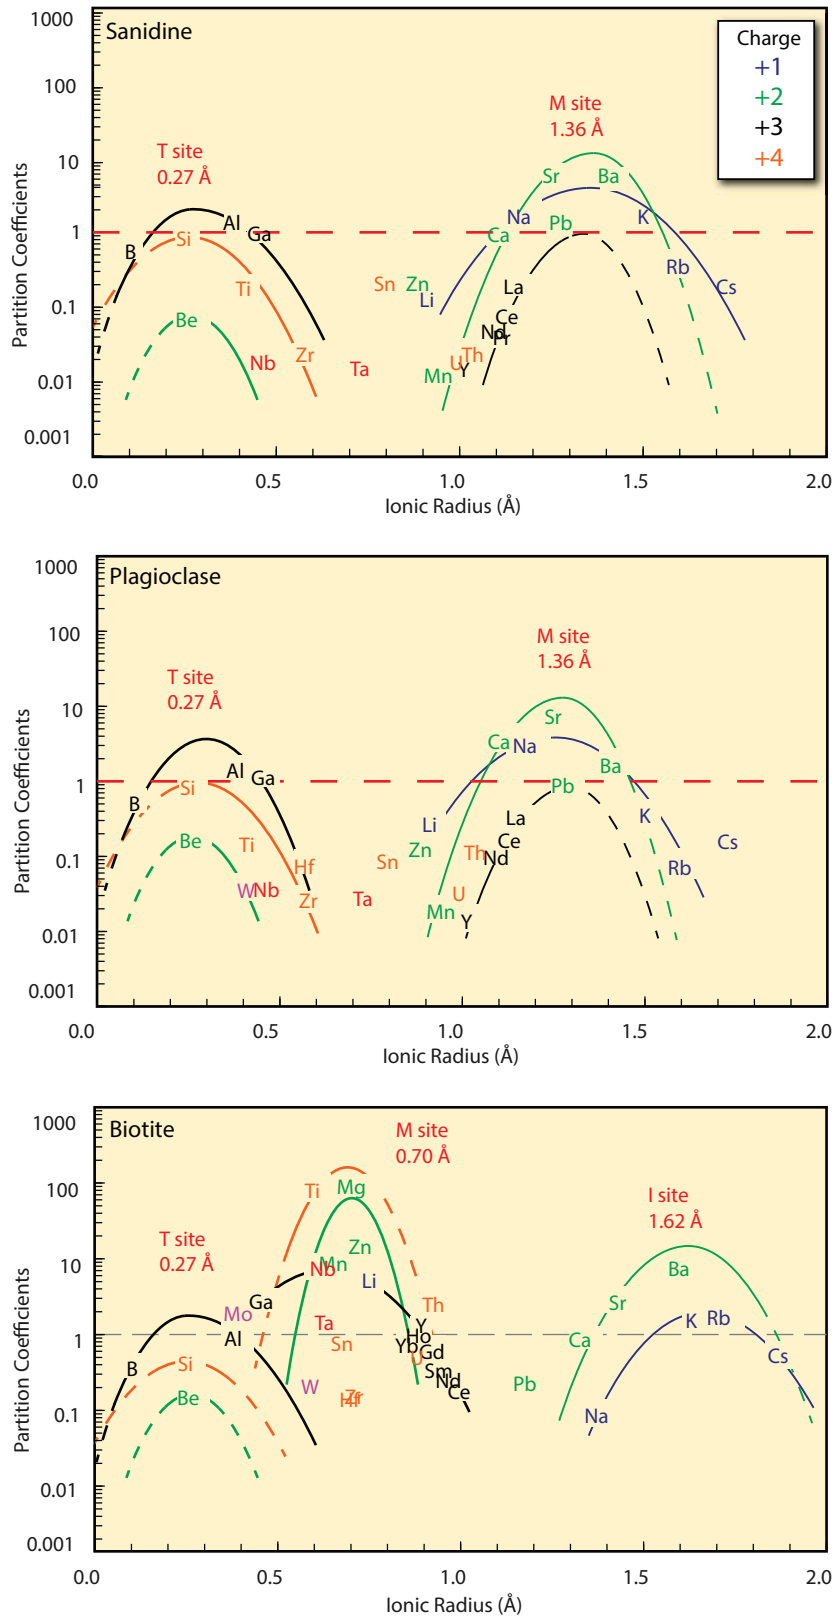 Sanidine
Charge
+1
+2
+3
+4
1000
100
10
1
0.1
0.01
0.001
Partition Coefficients
T site
0.27 Å
M site
1.36 Å
B
Si
Al
Ga
Ti
Be
Nb
Zr
Ta
Sn
Zn
Li
Mn
U
Th
Y
Nd
Pr
Ce
La
Ca
Na
Sr
Pb
Ba
K
Rb
Cs
0.0
0.5
1.0
1.5
2.0
Ionic Radius (Å)
Plagioclase
1000
100
10
1
0.1
0.01
0.001
Partition Coefficients
T site
0.27 Å
M site
1.36 Å
B
Si
Al
Ga
Be
Ti
W
Nb
Hf
Zr
Ta
Sn
Li
Zn
Mn
U
Y
Th
Nd
Ce
La
Ca
Na
Sr
Pb
Ba
K
Rb
Cs
0.0
0.5
1.0
1.5
2.0
Ionic Radius (Å)
Biotite
1000
100
10
1
0.1
0.01
0.001
Partition Coefficients
T site
0.27 Å
M site
0.70 Å
I site
1.62 Å
B
Si
Be
Mo
Al
Ga
Ti
Mg
Zn
Mn
Nb
Li
Ta
Sn
W
Hf
Zr
Th
Y
Ho
Yb
Gd
U
Sm
Nd
Ce
Pb
Ca
Sr
Ba
K
Rb
Cs
Na
0.0
0.5
1.0
1.5
2.0
Ionic Radius (Å)